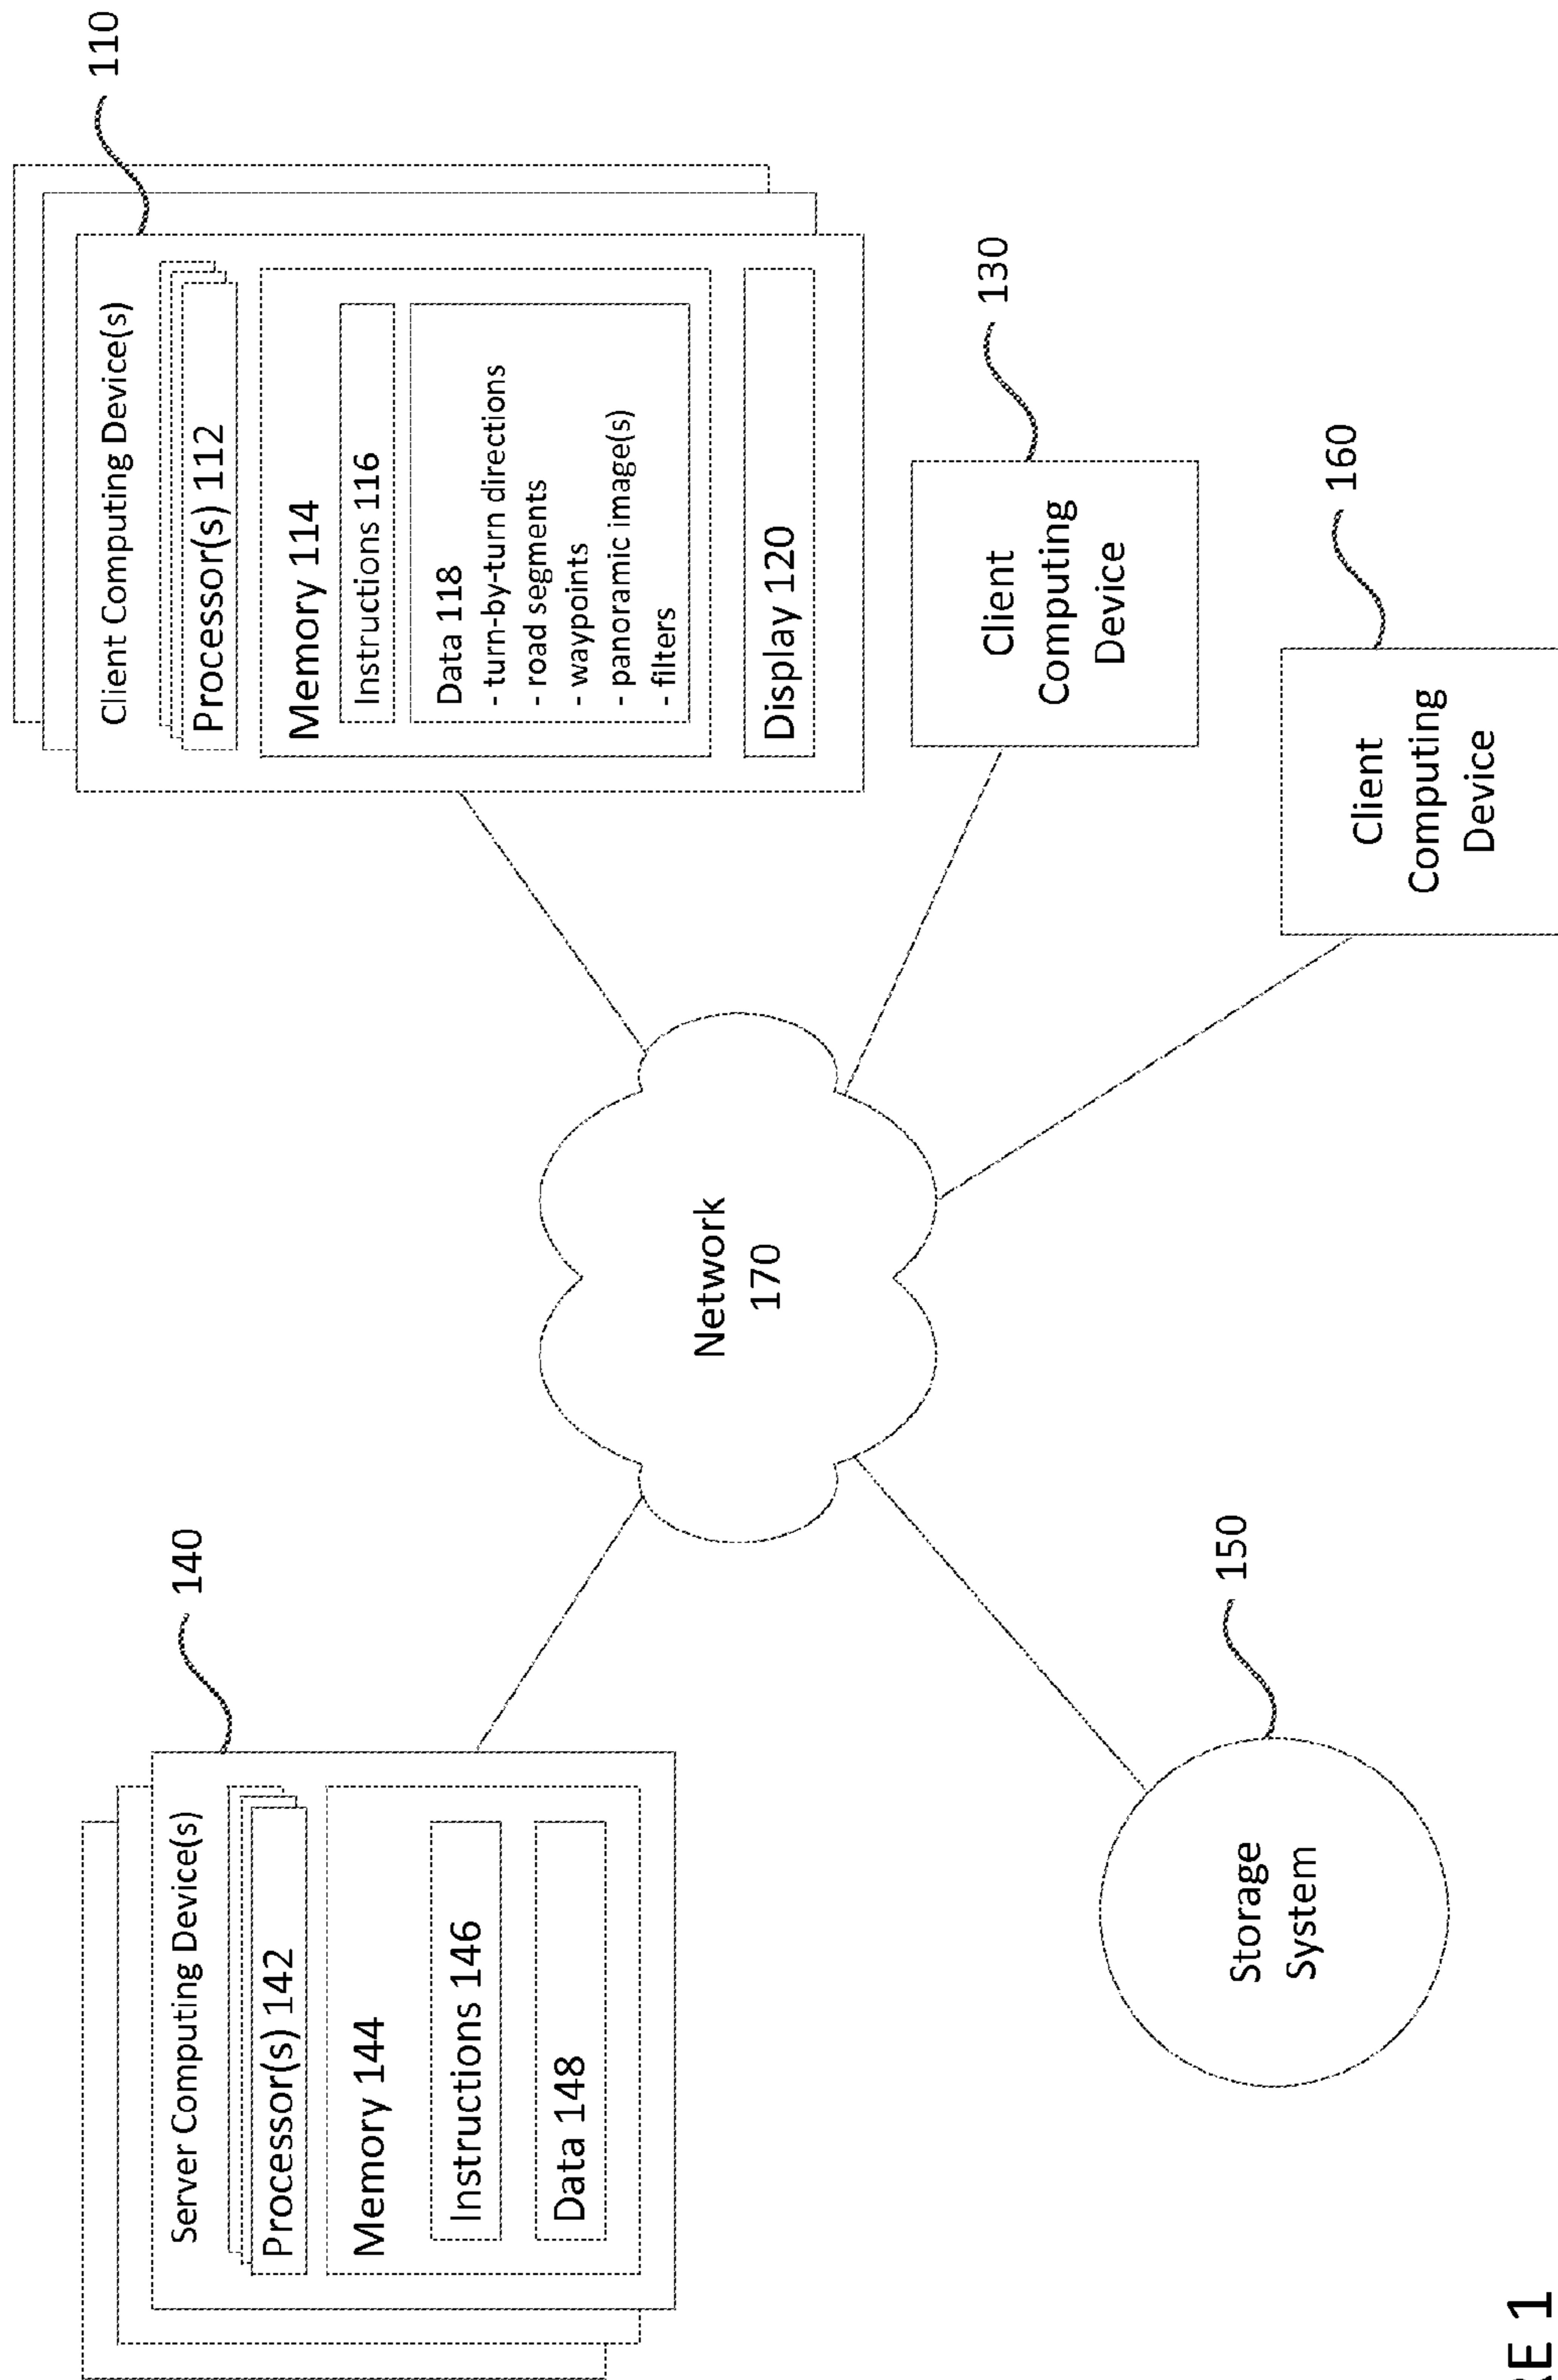 140
Server Computing Device(s)
Processor(s) 142
Memory 144
Instructions 146
Data 148
150
Storage
System
Network
170
110
Client Computing Device(s)
Processor(s) 112
Memory 114
Instructions 116
Data 118
- turn-by-turn directions
- road segments
- waypoints
- panoramic image(s)
- filters
Display 120
130
Client
Computing
Device
160
Client
Computing
Device
RE 1